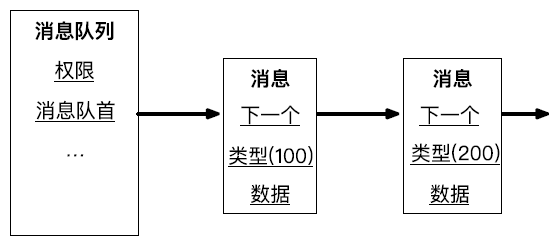 消息队列
权限
消息队首
...
消息
下一个
类型(100)
数据
消息
下一个
类型(200)
数据